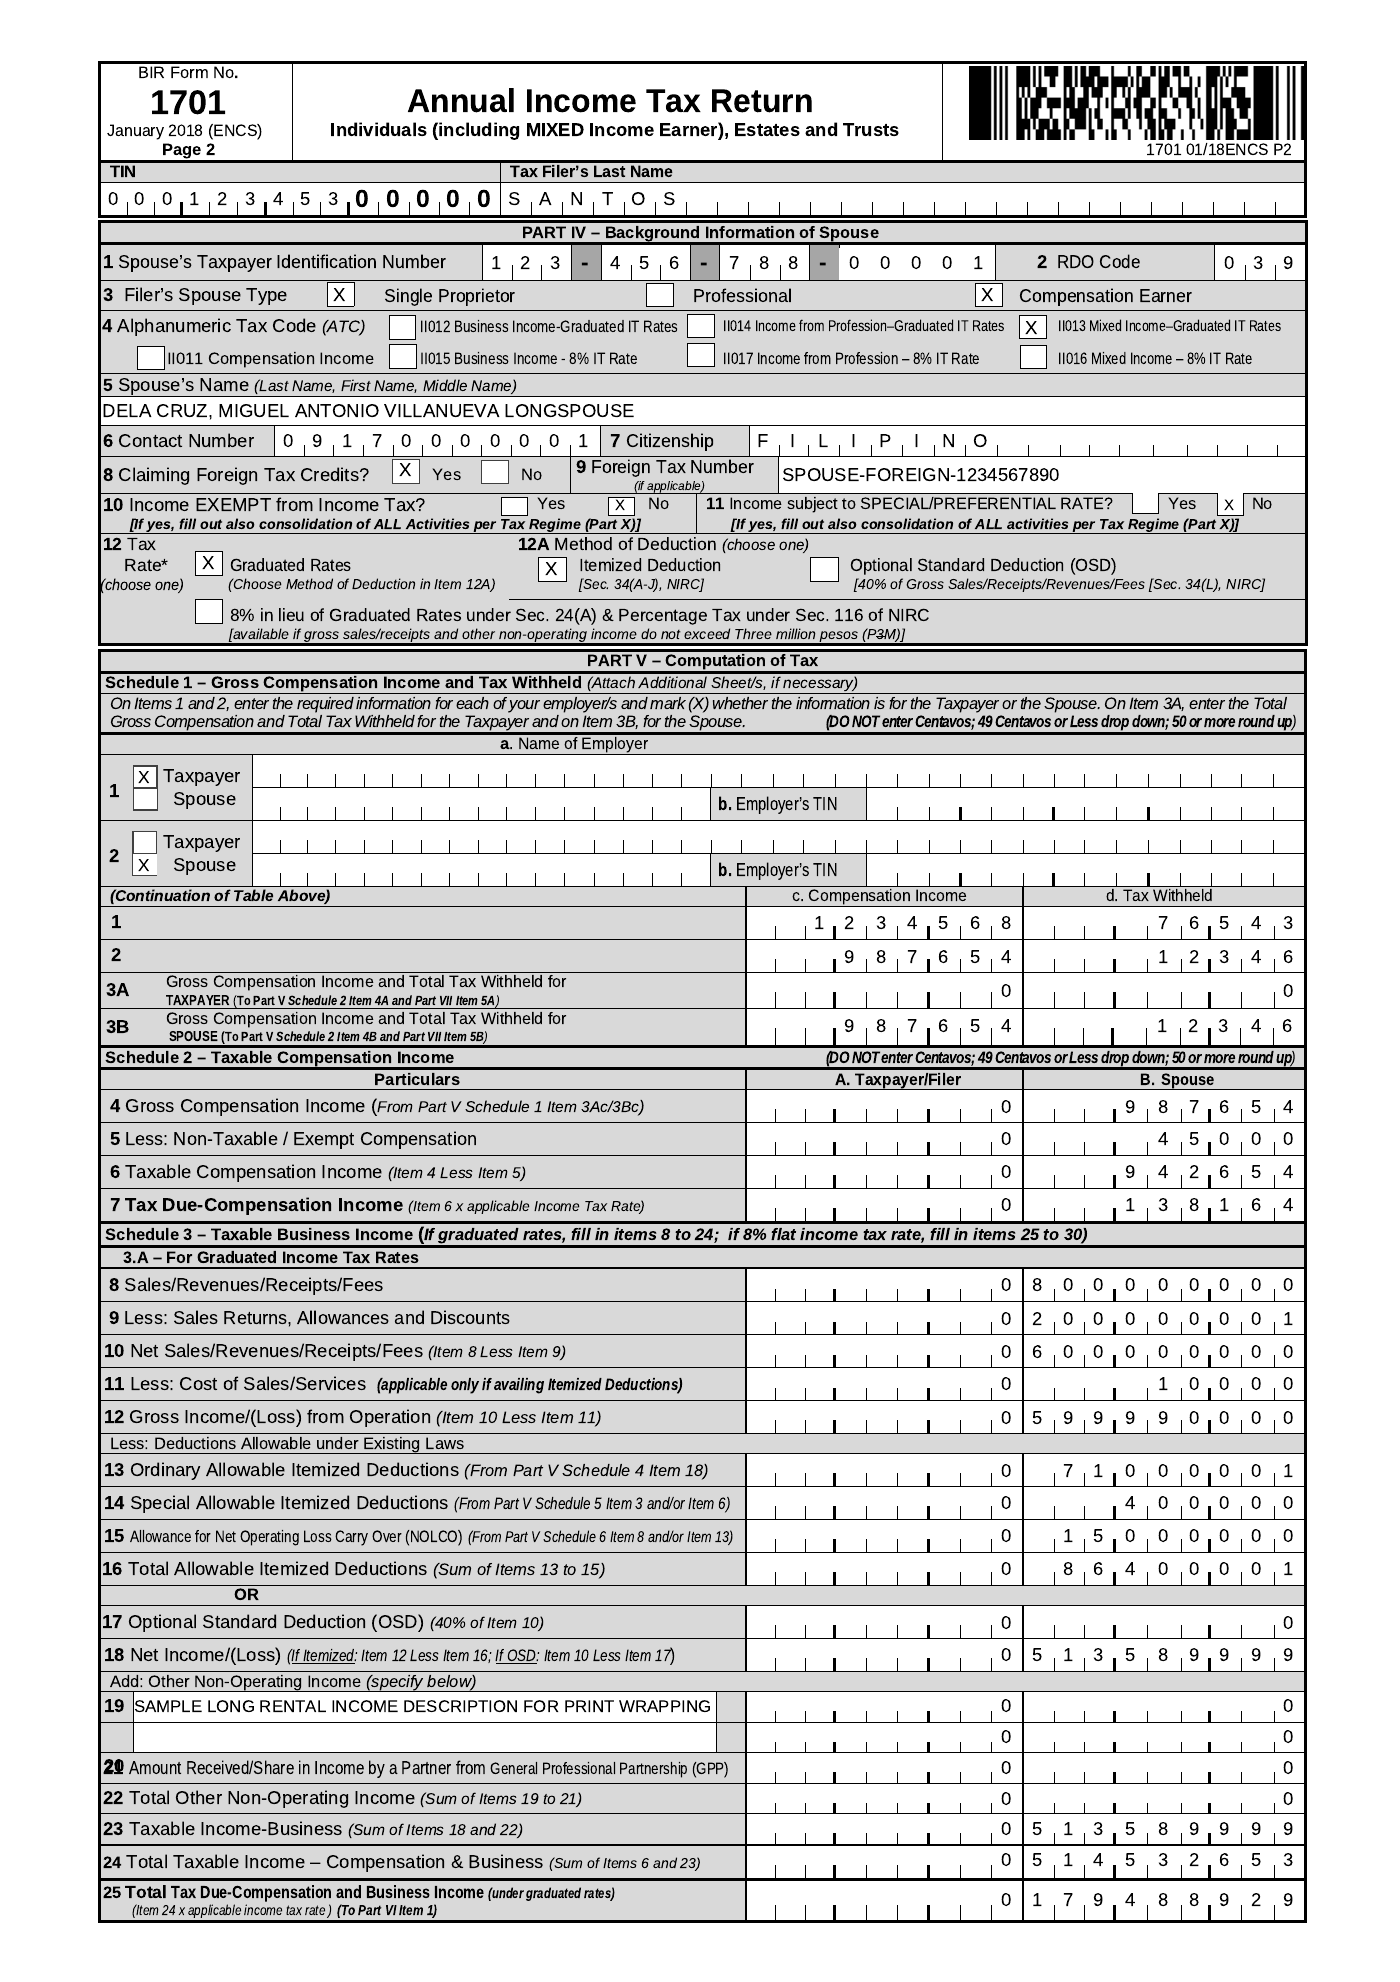 BIR Form No.
1701
January 2018 (ENCS)
Page 2
Annual Income Tax Return
Individuals (including MIXED Income Earner), Estates and Trusts
1701 01/18ENCS P2
TIN Tax Filer's Last Name
0 0 0 1 2 3 4 5 3 0 0 0 0 0 S A N T O S
PART IV – Background Information of Spouse
1 Spouse's Taxpayer Identification Number 1 2 3 - 4 5 6 - 7 8 8 - 0 0 0 0 1 2 RDO Code 0 3 9
3 Filer's Spouse Type X Single Proprietor Professional X Compensation Earner
4 Alphanumeric Tax Code (ATC) II012 Business Income-Graduated IT Rates II014 Income from Profession–Graduated IT Rates X II013 Mixed Income–Graduated IT Rates
II011 Compensation Income II015 Business Income - 8% IT Rate II017 Income from Profession – 8% IT Rate II016 Mixed Income – 8% IT Rate
5 Spouse's Name (Last Name, First Name, Middle Name)
DELA CRUZ, MIGUEL ANTONIO VILLANUEVA LONGSPOUSE
6 Contact Number 0 9 1 7 0 0 0 0 0 0 1 7 Citizenship F I L I P I N O
8 Claiming Foreign Tax Credits? X Yes No 9 Foreign Tax Number SPOUSE-FOREIGN-1234567890
(if applicable)
10 Income EXEMPT from Income Tax? Yes X No 11 Income subject to SPECIAL/PREFERENTIAL RATE? Yes X No
[If yes, fill out also consolidation of ALL Activities per Tax Regime (Part X)] [If yes, fill out also consolidation of ALL activities per Tax Regime (Part X)]
12 Tax 12A Method of Deduction (choose one)
Rate* X Graduated Rates X Itemized Deduction Optional Standard Deduction (OSD)
(choose one) (Choose Method of Deduction in Item 12A) [Sec. 34(A-J), NIRC] [40% of Gross Sales/Receipts/Revenues/Fees [Sec. 34(L), NIRC]
8% in lieu of Graduated Rates under Sec. 24(A) & Percentage Tax under Sec. 116 of NIRC
[available if gross sales/receipts and other non-operating income do not exceed Three million pesos (P3M)]
PART V – Computation of Tax
Schedule 1 – Gross Compensation Income and Tax Withheld (Attach Additional Sheet/s, if necessary)
On Items 1 and 2, enter the required information for each of your employer/s and mark (X) whether the information is for the Taxpayer or the Spouse. On Item 3A, enter the Total
Gross Compensation and Total Tax Withheld for the Taxpayer and on Item 3B, for the Spouse. (DO NOT enter Centavos; 49 Centavos or Less drop down; 50 or more round up)
a. Name of Employer
1 X Taxpayer
Spouse b. Employer's TIN
2 Taxpayer
X Spouse b. Employer's TIN
(Continuation of Table Above) c. Compensation Income d. Tax Withheld
1 1 2 3 4 5 6 8 7 6 5 4 3
2 9 8 7 6 5 4 1 2 3 4 6
3A Gross Compensation Income and Total Tax Withheld for 0 0
TAXPAYER (To Part V Schedule 2 Item 4A and Part VII Item 5A)
3B Gross Compensation Income and Total Tax Withheld for 9 8 7 6 5 4 1 2 3 4 6
SPOUSE (To Part V Schedule 2 Item 4B and Part VII Item 5B)
Schedule 2 – Taxable Compensation Income (DO NOT enter Centavos; 49 Centavos or Less drop down; 50 or more round up)
Particulars A. Taxpayer/Filer B. Spouse
4 Gross Compensation Income (From Part V Schedule 1 Item 3Ac/3Bc) 0 9 8 7 6 5 4
5 Less: Non-Taxable / Exempt Compensation 0 4 5 0 0 0
6 Taxable Compensation Income (Item 4 Less Item 5) 0 9 4 2 6 5 4
7 Tax Due-Compensation Income (Item 6 x applicable Income Tax Rate) 0 1 3 8 1 6 4
Schedule 3 – Taxable Business Income (If graduated rates, fill in items 8 to 24; if 8% flat income tax rate, fill in items 25 to 30)
3.A – For Graduated Income Tax Rates
8 Sales/Revenues/Receipts/Fees 0 8 0 0 0 0 0 0 0 0
9 Less: Sales Returns, Allowances and Discounts 0 2 0 0 0 0 0 0 0 1
10 Net Sales/Revenues/Receipts/Fees (Item 8 Less Item 9) 0 6 0 0 0 0 0 0 0 0
11 Less: Cost of Sales/Services (applicable only if availing Itemized Deductions) 0 1 0 0 0 0
12 Gross Income/(Loss) from Operation (Item 10 Less Item 11) 0 5 9 9 9 9 0 0 0 0
Less: Deductions Allowable under Existing Laws
13 Ordinary Allowable Itemized Deductions (From Part V Schedule 4 Item 18) 0 7 1 0 0 0 0 0 1
14 Special Allowable Itemized Deductions (From Part V Schedule 5 Item 3 and/or Item 6) 0 4 0 0 0 0 0
15 Allowance for Net Operating Loss Carry Over (NOLCO) (From Part V Schedule 6 Item 8 and/or Item 13) 0 1 5 0 0 0 0 0 0
16 Total Allowable Itemized Deductions (Sum of Items 13 to 15) 0 8 6 4 0 0 0 0 1
OR
17 Optional Standard Deduction (OSD) (40% of Item 10) 0 0
18 Net Income/(Loss) (If Itemized: Item 12 Less Item 16; If OSD: Item 10 Less Item 17) 0 5 1 3 5 8 9 9 9 9
Add: Other Non-Operating Income (specify below)
19 SAMPLE LONG RENTAL INCOME DESCRIPTION FOR PRINT WRAPPING 0 0
0 0
21 Amount Received/Share in Income by a Partner from General Professional Partnership (GPP) 0 0
22 Total Other Non-Operating Income (Sum of Items 19 to 21) 0 0
23 Taxable Income-Business (Sum of Items 18 and 22) 0 5 1 3 5 8 9 9 9 9
24 Total Taxable Income – Compensation & Business (Sum of Items 6 and 23) 0 5 1 4 5 3 2 6 5 3
25 Total Tax Due-Compensation and Business Income (under graduated rates) 0 1 7 9 4 8 8 9 2 9
(Item 24 x applicable income tax rate ) (To Part VI Item 1)